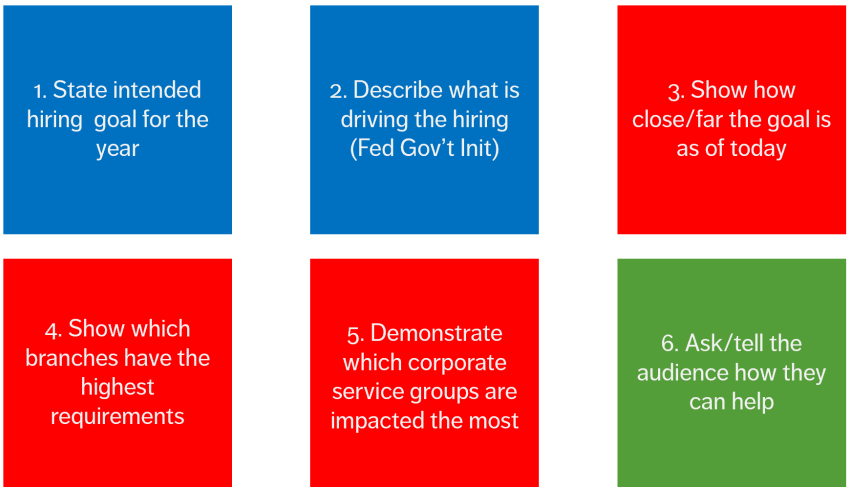 1. State intended
hiring goal for the
year
2. Describe what is
driving the hiring
(Fed Gov’t Init)
3. Show how
close/far the goal is
as of today
4. Show which
branches have the
highest
requirements
5. Demonstrate
which corporate
service groups are
impacted the most
6. Ask/tell the
audience how they
can help